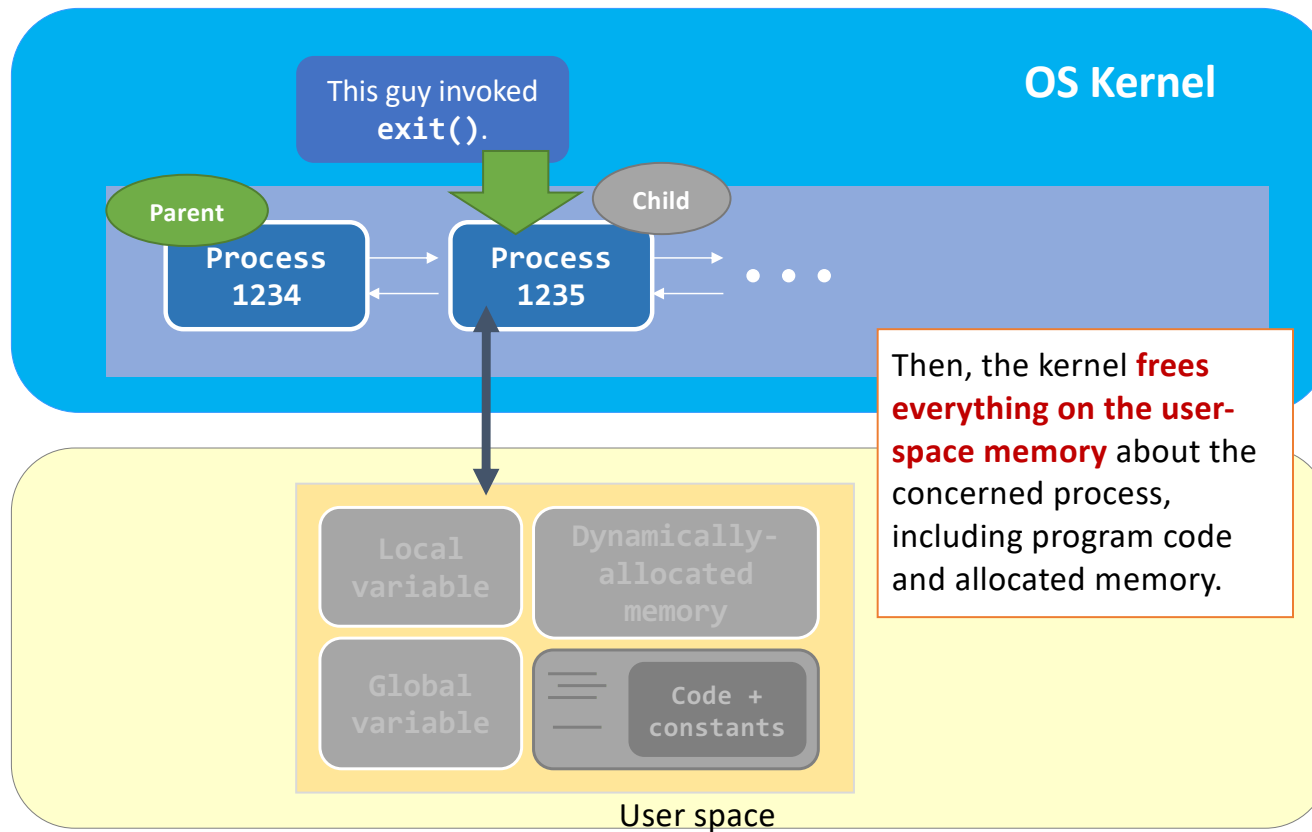 OS Kernel
This guy invoked
exit().
Parent
Child
Process
1234
Process
1235
• • •
Then, the kernel frees
everything on the user-
space memory about the
concerned process,
including program code
and allocated memory.
Local
variable
Dynamically-
allocated
memory
Global
variable
Code +
constants
User space